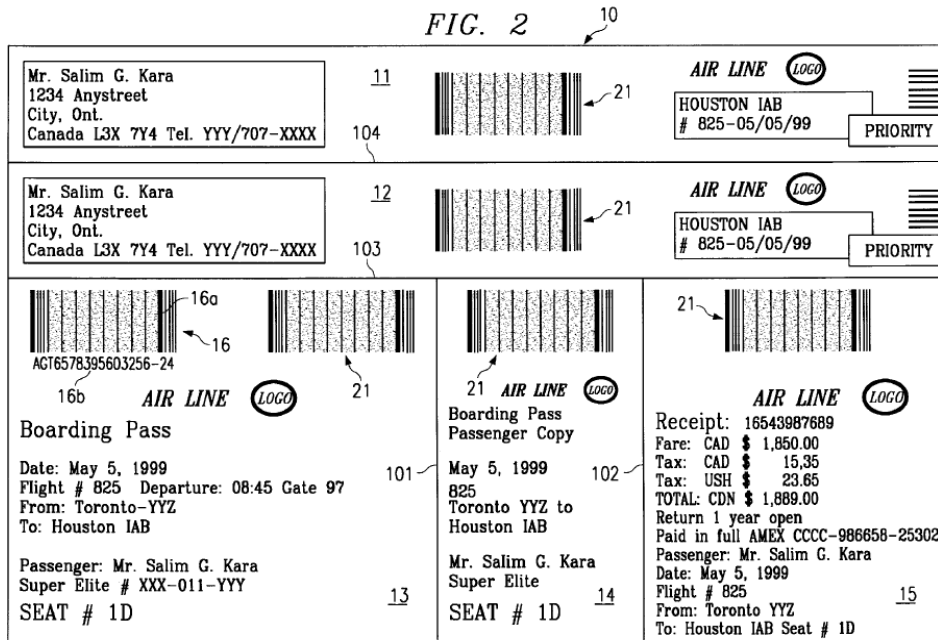 FIG. 2
10
Mr. Salim G. Kara
1234 Anystreet
City, Ont.
Canada L3X 7Y4 Tel. YYY/707-XXXX
11
104
21
AIR LINE LOGO
HOUSTON IAB
# 825-05/05/99
PRIORITY
Mr. Salim G. Kara
1234 Anystreet
City, Ont.
Canada L3X 7Y4 Tel. YYY/707-XXXX
12
103
21
AIR LINE LOGO
HOUSTON IAB
# 825-05/05/99
PRIORITY
16a
16
AGT6578395603256-24
16b
21
AIR LINE LOGO
Boarding Pass
Date: May 5, 1999
Flight # 825 Departure: 08:45 Gate 97
From: Toronto-YYZ
To: Houston IAB
Passenger: Mr. Salim G. Kara
Super Elite # XXX-011-YYY
SEAT # 1D
13
101
21
AIR LINE LOGO
Boarding Pass
Passenger Copy
May 5, 1999
825
Toronto YYZ to
Houston IAB
Mr. Salim G. Kara
Super Elite
SEAT # 1D
14
102
21
AIR LINE LOGO
Receipt: 16543987689
Fare: CAD $ 1,850.00
Tax: CAD $ 15,35
Tax: USH $ 23.65
TOTAL: CDN $ 1,889.00
Return 1 year open
Paid in full AMEX CCCC-986658-25302
Passenger: Mr. Salim G. Kara
Date: May 5, 1999
Flight # 825
From: Toronto YYZ
To: Houston IAB Seat # 1D
15